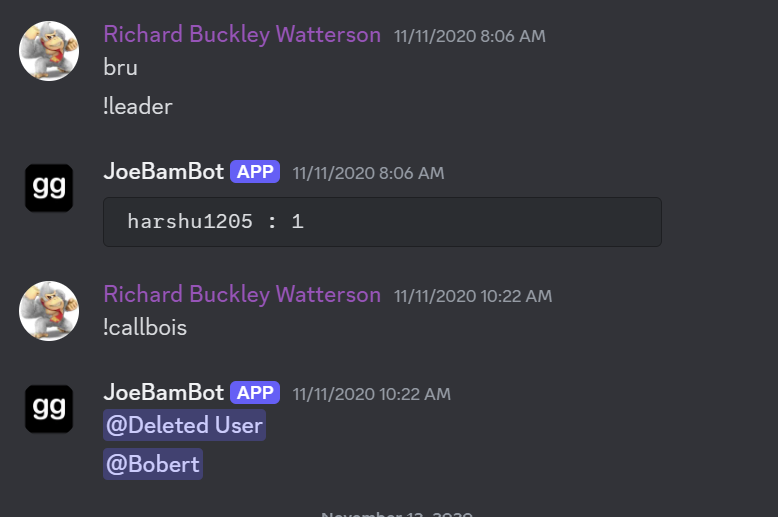 Richard Buckley Watterson 11/11/2020 8:06 AM
bru
!leader
gg
JoeBamBot APP 11/11/2020 8:06 AM
harshu1205 : 1
Richard Buckley Watterson 11/11/2020 10:22 AM
!callbois
gg
JoeBamBot APP 11/11/2020 10:22 AM
@Deleted User
@Bobert